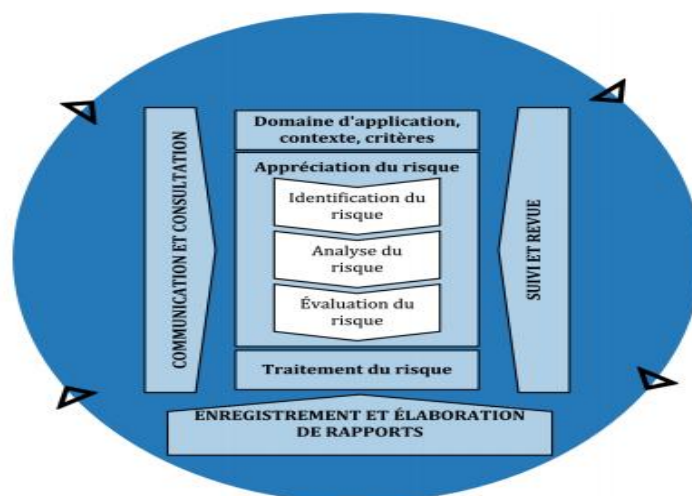 Domaine d'application,
contexte, critères
Appréciation du risque
Identification du
risque
Analyse du
risque
Évaluation du
risque
Traitement du risque
COMMUNICATION ET CONSULTATION
SUIVI ET REVUE
ENREGISTREMENT ET ÉLABORATION
DE RAPPORTS